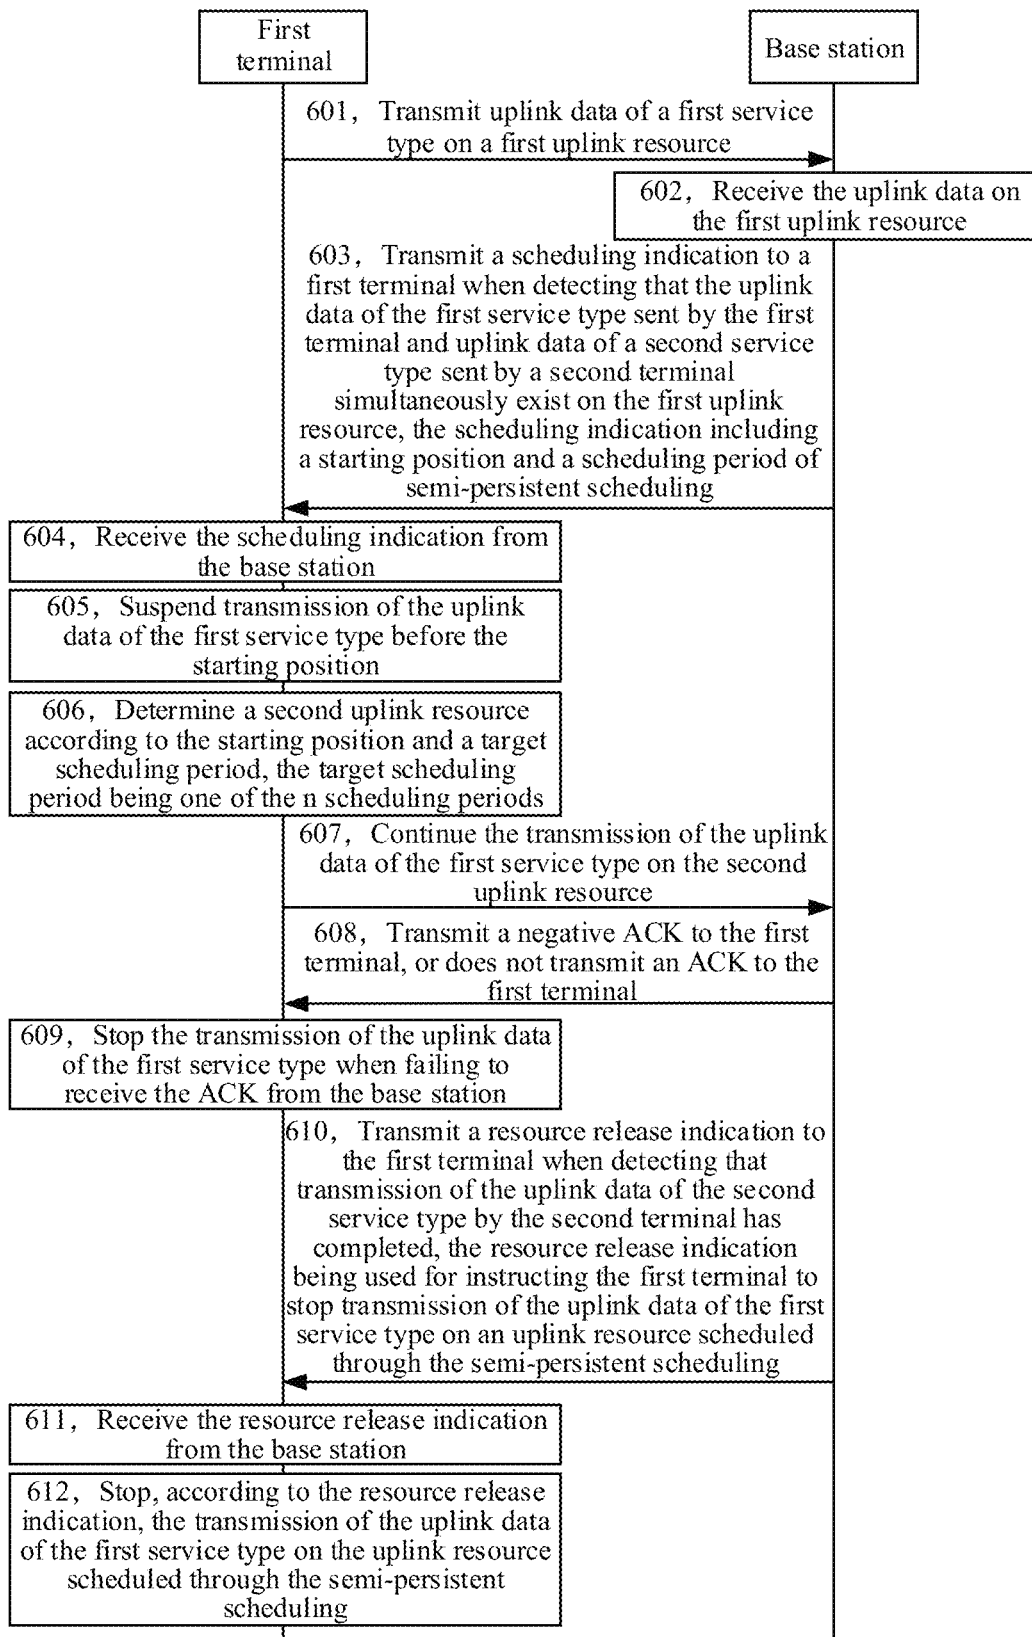 First
terminal
Base station
601, Transmit uplink data of a first service
type on a first uplink resource
602, Receive the uplink data on
the first uplink resource
603, Transmit a scheduling indication to a
first terminal when detecting that the uplink
data of the first service type sent by the first
terminal and uplink data of a second service
type sent by a second terminal
simultaneously exist on the first uplink
resource, the scheduling indication including
a starting position and a scheduling period of
semi-persistent scheduling
604, Receive the scheduling indication from
the base station
605, Suspend transmission of the uplink
data of the first service type before the
starting position
606, Determine a second uplink resource
according to the starting position and a target
scheduling period, the target scheduling
period being one of the n scheduling periods
607, Continue the transmission of the uplink
data of the first service type on the second
uplink resource
608, Transmit a negative ACK to the first
terminal, or does not transmit an ACK to the
first terminal
609, Stop the transmission of the uplink data
of the first service type when failing to
receive the ACK from the base station
610, Transmit a resource release indication to
the first terminal when detecting that
transmission of the uplink data of the second
service type by the second terminal has
completed, the resource release indication
being used for instructing the first terminal to
stop transmission of the uplink data of the first
service type on an uplink resource scheduled
through the semi-persistent scheduling
611, Receive the resource release indication
from the base station
612, Stop, according to the resource release
indication, the transmission of the uplink data
of the first service type on the uplink resource
scheduled through the semi-persistent
scheduling